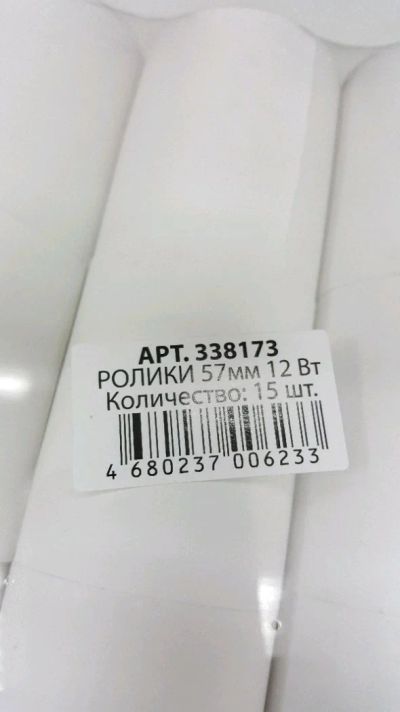 АРТ. 338173
РОЛИКИ 57мм 12 Вт
Количество: 15 шт.
4 680237 006233